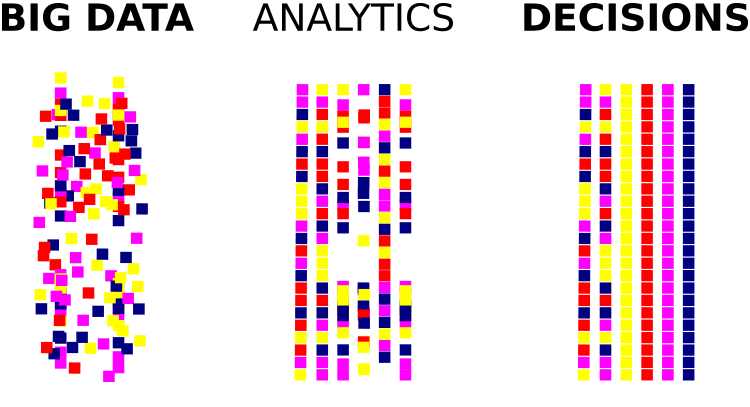 BIG DATA ANALYTICS DECISIONS